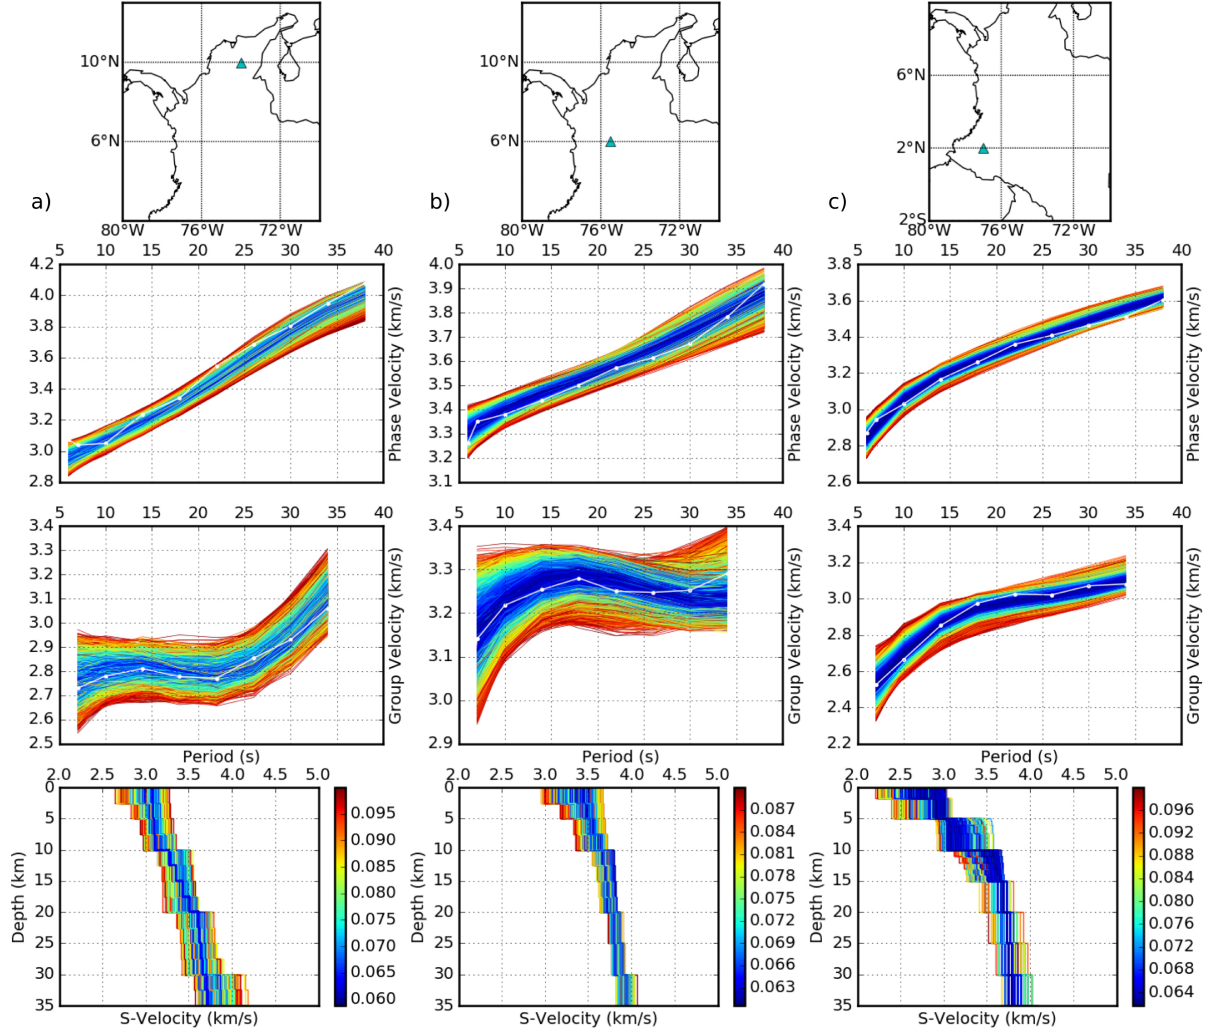 10°N
6°N
80°W 76°W 72°W
a)
10°N
6°N
80°W 76°W 72°W
b)
6°N
2°N
2°S
80°W 76°W 72°W
c)
5 10 15 20 25 30 35 40
4.2
4.0
3.8
3.6
3.4
3.2
3.0
2.8
Phase Velocity (km/s)
5 10 15 20 25 30 35 40
4.0
3.9
3.8
3.7
3.6
3.5
3.4
3.3
3.2
3.1
Phase Velocity (km/s)
5 10 15 20 25 30 35 40
3.8
3.6
3.4
3.2
3.0
2.8
2.6
Phase Velocity (km/s)
5 10 15 20 25 30 35 40
3.4
3.3
3.2
3.1
3.0
2.9
2.8
2.7
2.6
2.5
Group Velocity (km/s)
Period (s)
5 10 15 20 25 30 35 40
3.4
3.3
3.2
3.1
3.0
2.9
Group Velocity (km/s)
Period (s)
5 10 15 20 25 30 35 40
3.4
3.2
3.0
2.8
2.6
2.4
2.2
Group Velocity (km/s)
Period (s)
2.0 2.5 3.0 3.5 4.0 4.5 5.0
0
5
10
15
20
25
30
35
Depth (km)
S-Velocity (km/s)
0.095
0.090
0.085
0.080
0.075
0.070
0.065
0.060
2.0 2.5 3.0 3.5 4.0 4.5 5.0
0
5
10
15
20
25
30
35
Depth (km)
S-Velocity (km/s)
0.087
0.084
0.081
0.078
0.075
0.072
0.069
0.066
0.063
2.0 2.5 3.0 3.5 4.0 4.5 5.0
0
5
10
15
20
25
30
35
Depth (km)
S-Velocity (km/s)
0.096
0.092
0.088
0.084
0.080
0.076
0.072
0.068
0.064